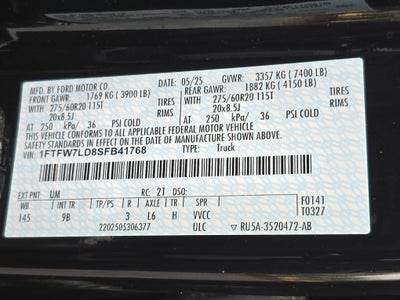 MFD. BY FORD MOTOR CO. 05/25 GVWR: 3357 KG ( 7400 LB)
FRONT GAWR: 1769 KG ( 3900 LB) REAR GAWR: 1882 KG ( 4150 LB)
WITH 275/60R20 115T TIRES WITH 275/60R20 115T TIRES
20x8.5J RIMS 20x8.5J RIMS
AT 250 kPa/ 36 PSI COLD AT 250 kPa/ 36 PSI COLD
THIS VEHICLE CONFORMS TO ALL APPLICABLE FEDERAL MOTOR VEHICLE
SAFETY STANDARDS IN EFFECT ON THE DATE OF MANUFACTURE SHOWN ABOVE.
VIN: 1FTFW7LD8SFB41768 TYPE: Truck
EXT PNT: UM RC: 21 DSO: F0141
WB INT TR TP/PS R AXLE TR SPR T0327
145 9B 3 L6 H VVCC
2202505306377 ULC RU5A-3520472-AB